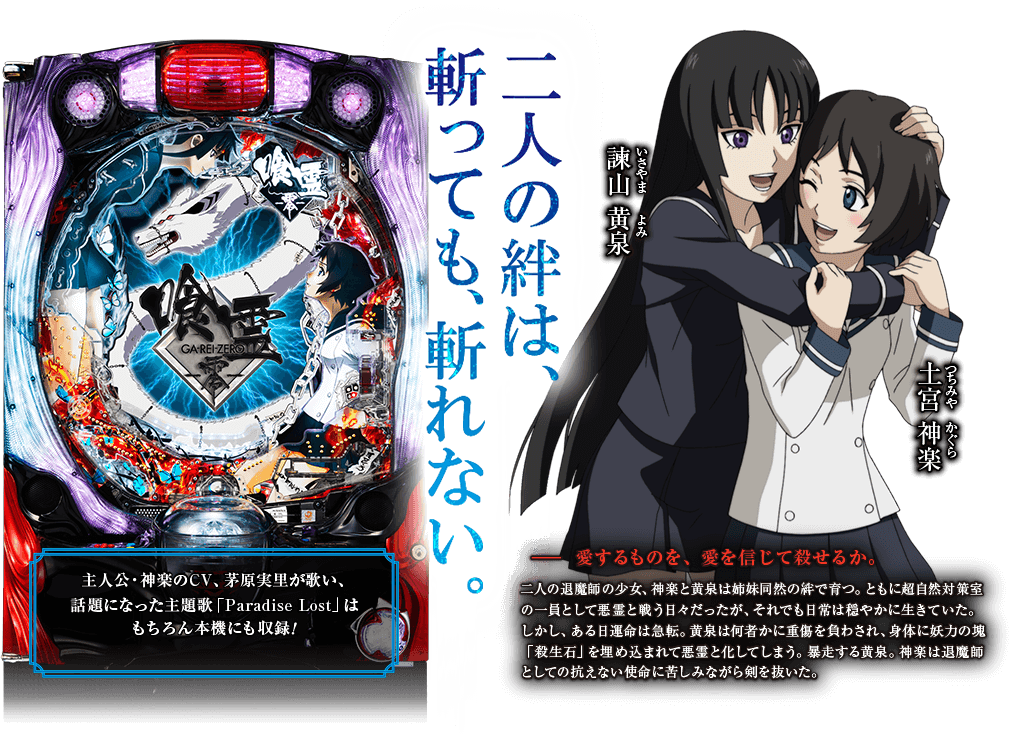 二人の絆は、
斬っても、斬れない。
喰霊
零
喰霊
GA-REI-ZERO
零
いさやま よみ
諫山 黄泉
つちみや かぐら
土宮 神楽
主人公・神楽のCV、茅原実里が歌い、
話題になった主題歌「Paradise Lost」は
もちろん本機にも収録!
── 愛するものを、愛を信じて殺せるか。
二人の退魔師の少女、神楽と黄泉は姉妹同然の絆で育つ。ともに超自然対策室
の一員として悪霊と戦う日々だったが、それでも日常は穏やかに生きていた。
しかし、ある日運命は急転。黄泉は何者かに重傷を負わされ、身体に妖力の塊
「殺生石」を埋め込まれて悪霊と化してしまう。暴走する黄泉。神楽は退魔師
としての抗えない使命に苦しみながら剣を抜いた。